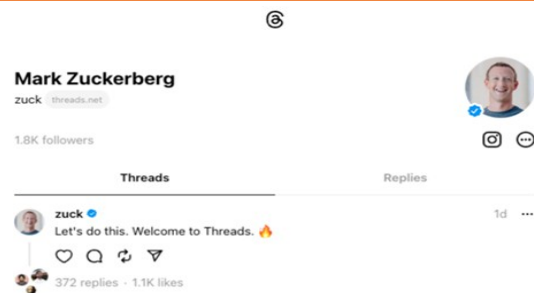 Mark Zuckerberg
zuck threads.net
1.8K followers
Threads Replies
zuck 1d
Let's do this. Welcome to Threads. 🔥
372 replies · 1.1K likes